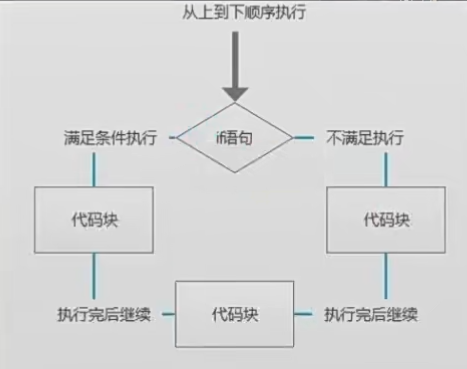 从上到下顺序执行
满足条件执行
if语句
不满足执行
代码块
代码块
执行完后继续
代码块
执行完后继续